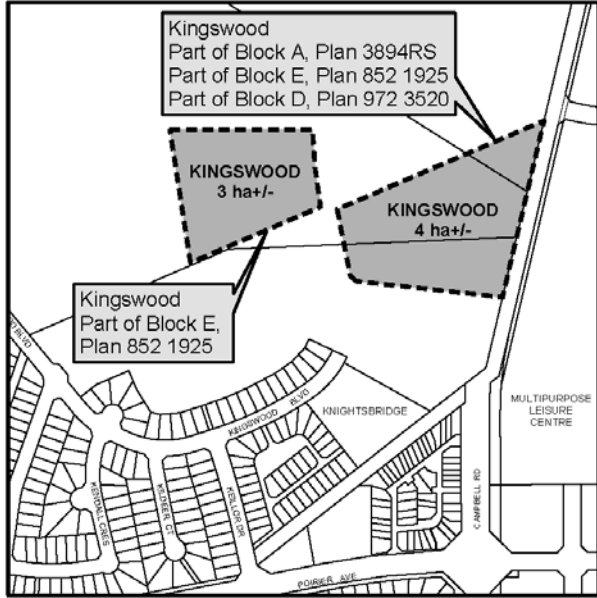 Kingswood
Part of Block A, Plan 3894RS
Part of Block E, Plan 852 1925
Part of Block D, Plan 972 3520
KINGSWOOD
3 ha+/-
KINGSWOOD
4 ha+/-
Kingswood
Part of Block E,
Plan 852 1925
BLVD
KINGSWOOD BLVD
KNIGHTSBRIDGE
MULTIPURPOSE
LEISURE
CENTRE
KENDALL CRES
KILDEER CT
KELLOR DR
CAMPBELL RD
POIRIER AVE